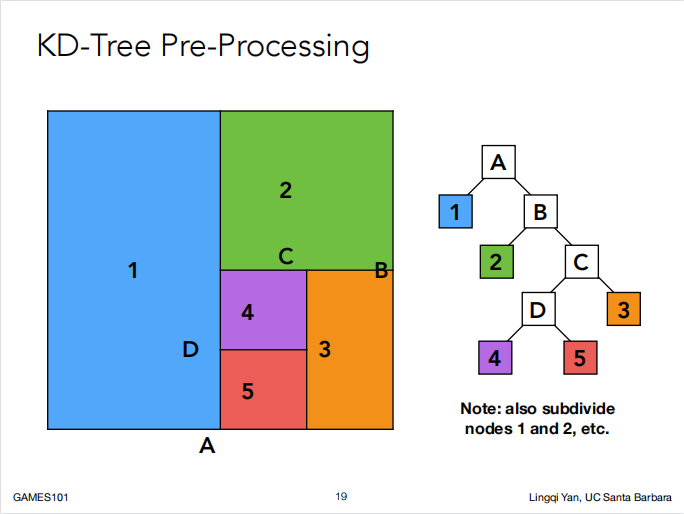 KD-Tree Pre-Processing
2
C
1
B
4
D
3
5
A
A
1
B
2
C
D
3
4
5
Note: also subdivide
nodes 1 and 2, etc.
GAMES101
19
Lingqi Yan, UC Santa Barbara